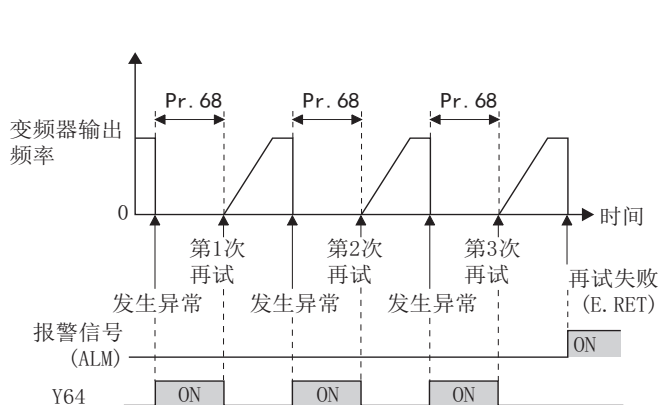 Pr.68 Pr.68 Pr.68
变频器输出
频率
0
时间
第1次 第2次 第3次
再试 再试 再试
再试失败
(E.RET)
发生异常 发生异常 发生异常
报警信号
(ALM)
ON
Y64
ON ON ON